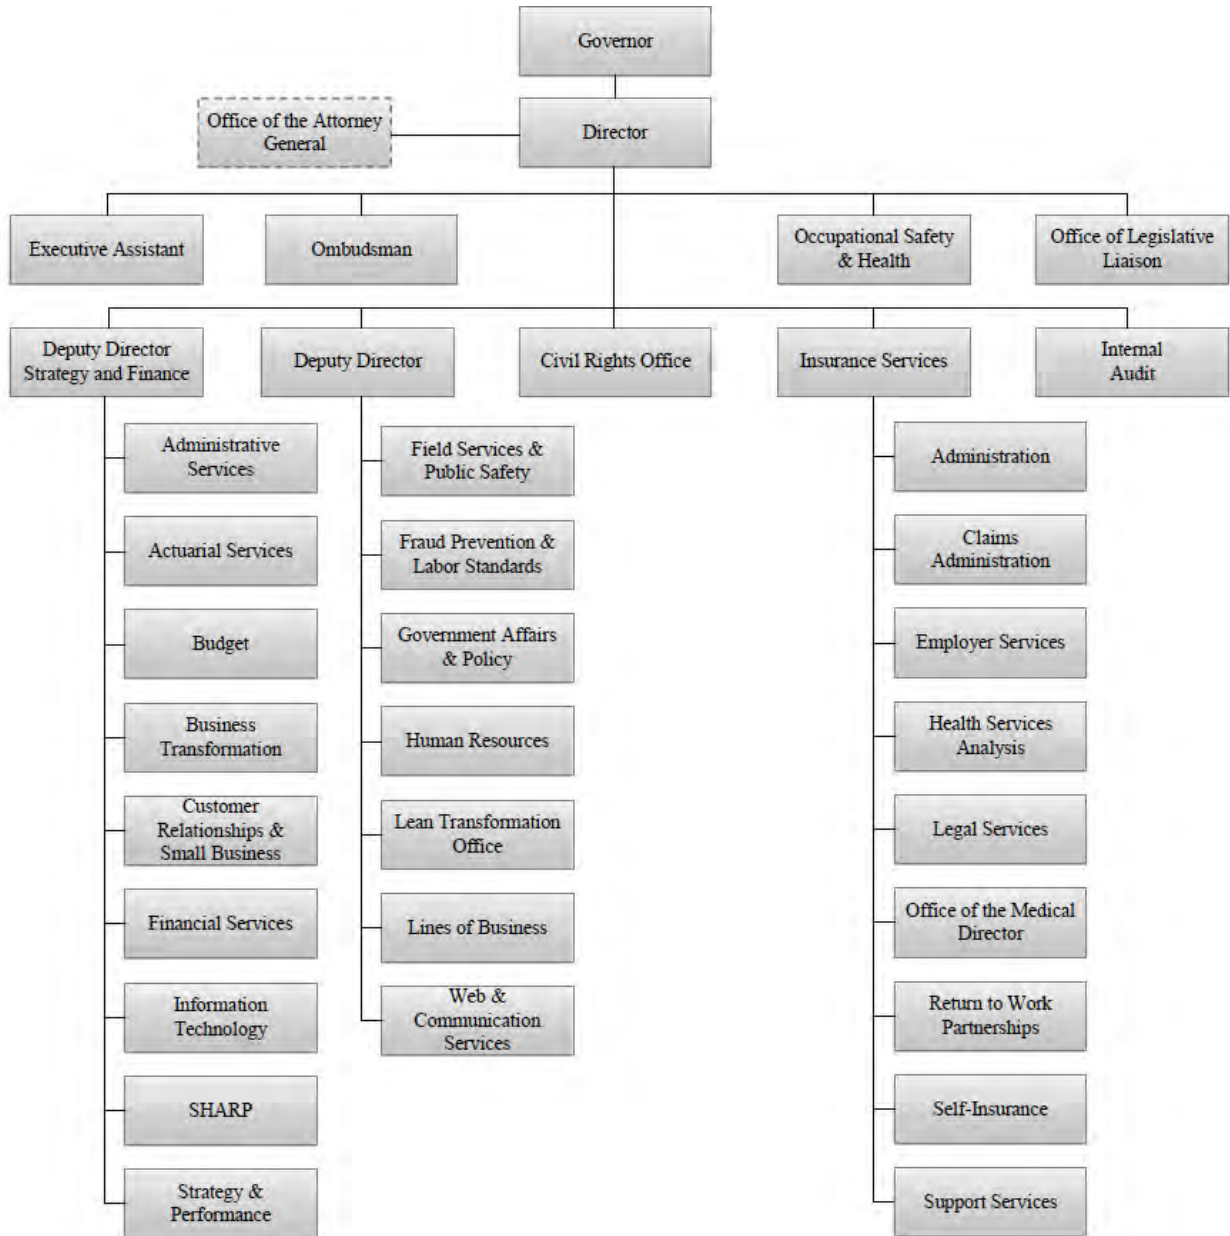 Governor
Office of the Attorney
General
Director
Executive Assistant
Ombudsman
Occupational Safety
& Health
Office of Legislative
Liaison
Deputy Director
Strategy and Finance
Deputy Director
Civil Rights Office
Insurance Services
Internal
Audit
Administrative
Services
Actuarial Services
Budget
Business
Transformation
Customer
Relationships &
Small Business
Financial Services
Information
Technology
SHARP
Strategy &
Performance
Field Services &
Public Safety
Fraud Prevention &
Labor Standards
Government Affairs
& Policy
Human Resources
Lean Transformation
Office
Lines of Business
Web &
Communication
Services
Administration
Claims
Administration
Employer Services
Health Services
Analysis
Legal Services
Office of the Medical
Director
Return to Work
Partnerships
Self-Insurance
Support Services